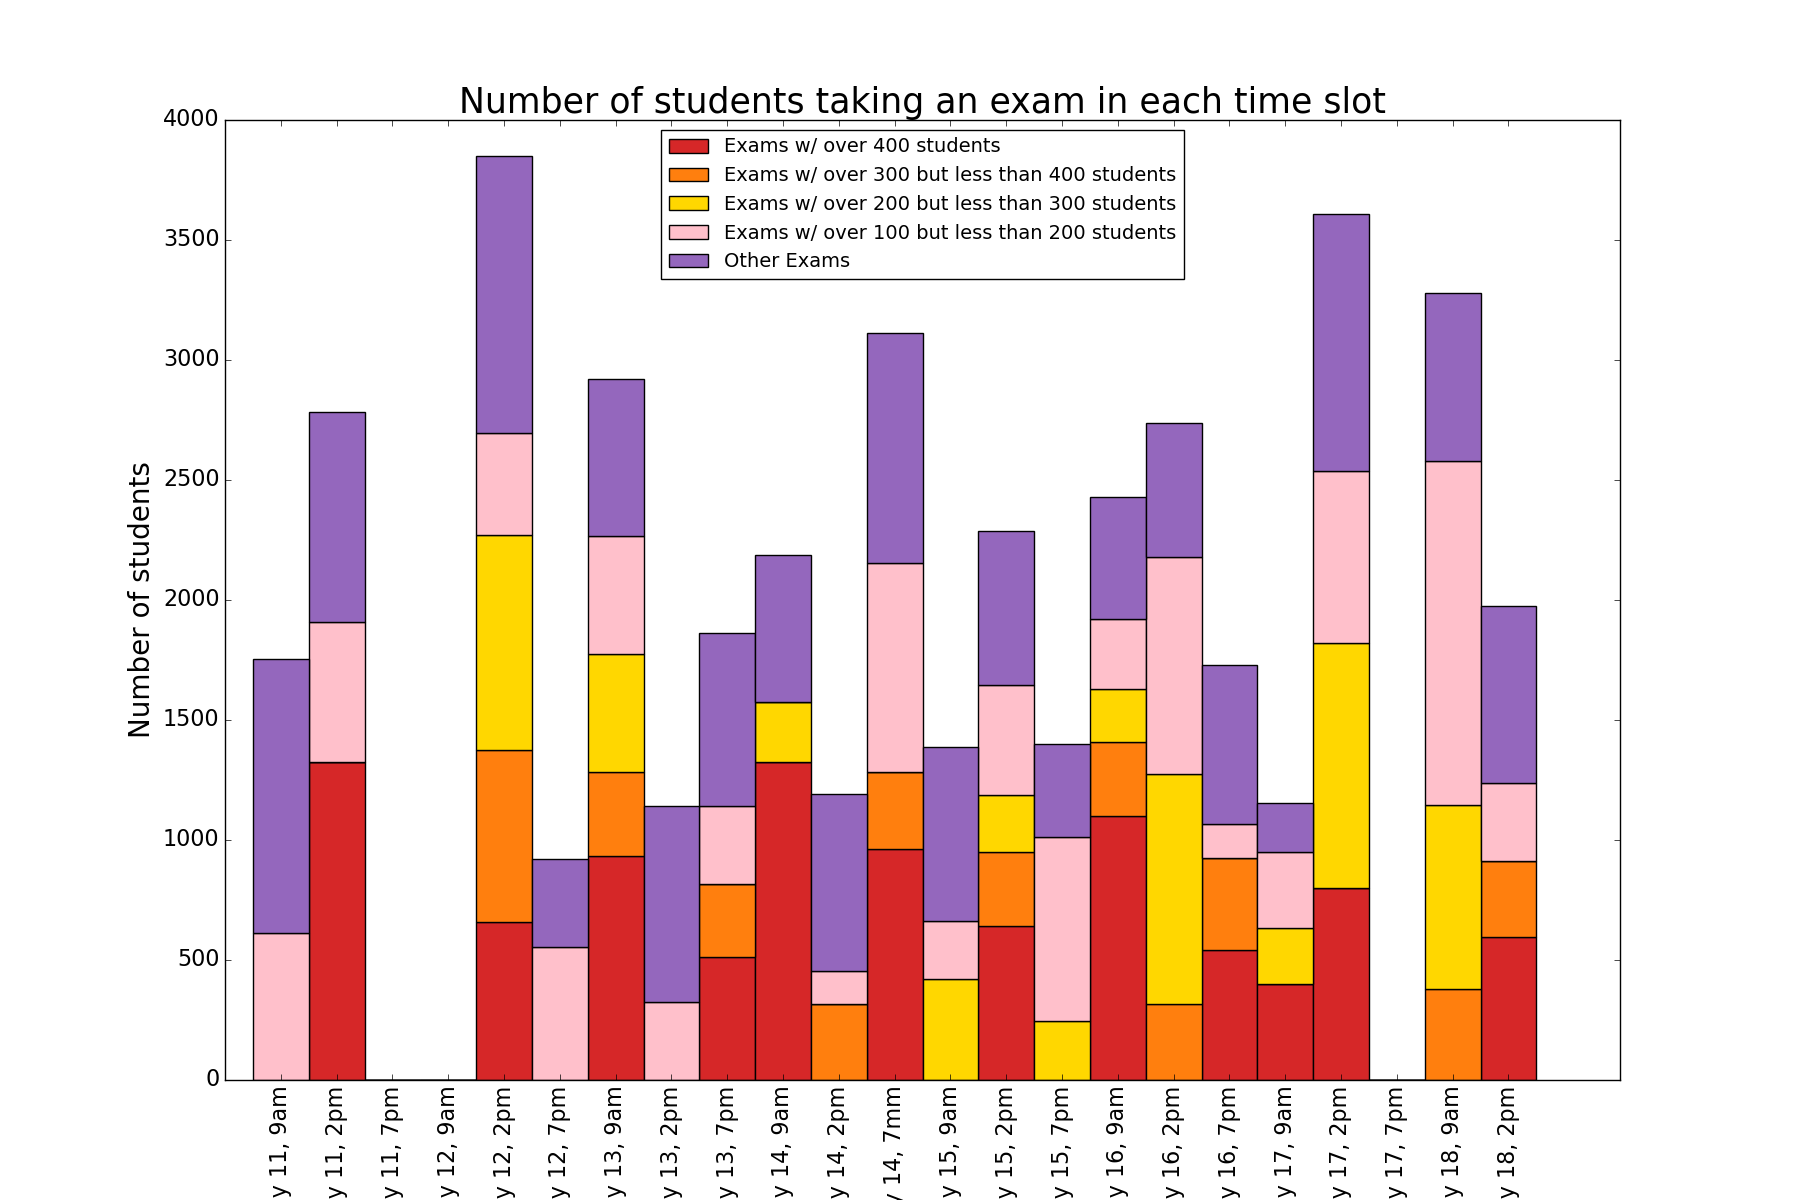 Number of students taking an exam in each time slot
Exams w/ over 400 students
Exams w/ over 300 but less than 400 students
Exams w/ over 200 but less than 300 students
Exams w/ over 100 but less than 200 students
Other Exams
Number of students
4000
3500
3000
2500
2000
1500
1000
500
0
y 11, 9am
y 11, 2pm
y 11, 7pm
y 12, 9am
y 12, 2pm
y 12, 7pm
y 13, 9am
y 13, 2pm
y 13, 7pm
y 14, 9am
y 14, 2pm
y 14, 7mm
y 15, 9am
y 15, 2pm
y 15, 7pm
y 16, 9am
y 16, 2pm
y 16, 7pm
y 17, 9am
y 17, 2pm
y 17, 7pm
y 18, 9am
y 18, 2pm